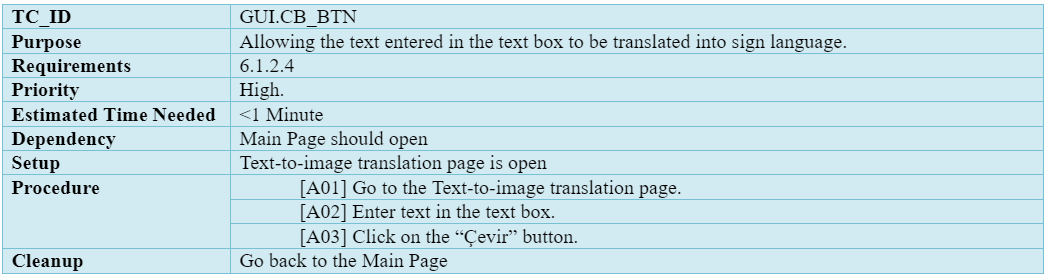 TC_ID GUI.CB_BTN
Purpose Allowing the text entered in the text box to be translated into sign language.
Requirements 6.1.2.4
Priority High.
Estimated Time Needed <1 Minute
Dependency Main Page should open
Setup Text-to-image translation page is open
Procedure [A01] Go to the Text-to-image translation page.
[A02] Enter text in the text box.
[A03] Click on the “Çevir” button.
Cleanup Go back to the Main Page